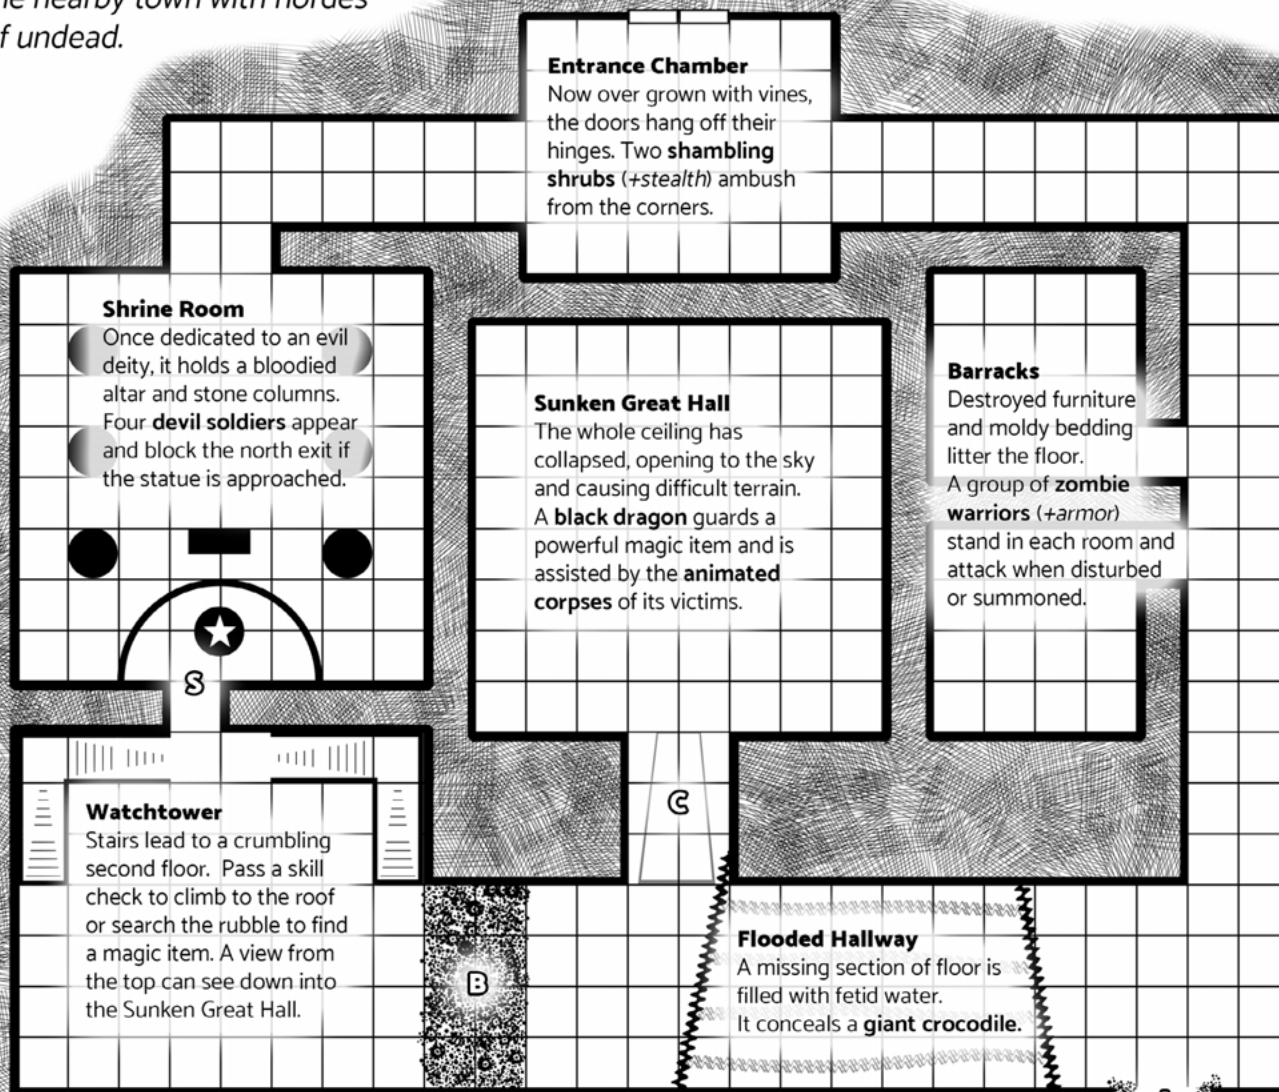 he nearby town with hordes
f undead.
Entrance Chamber
Now over grown with vines,
the doors hang off their
hinges. Two shambling
shrubs (+stealth) ambush
from the corners.
Shrine Room
Once dedicated to an evil
deity, it holds a bloodied
altar and stone columns.
Four devil soldiers appear
and block the north exit if
the statue is approached.
Sunken Great Hall
The whole ceiling has
collapsed, opening to the sky
and causing difficult terrain.
A black dragon guards a
powerful magic item and is
assisted by the animated
corpses of its victims.
Barracks
Destroyed furniture
and moldy bedding
litter the floor.
A group of zombie
warriors (+armor)
stand in each room and
attack when disturbed
or summoned.
S
C
Watchtower
Stairs lead to a crumbling
second floor. Pass a skill
check to climb to the roof
or search the rubble to find
a magic item. A view from
the top can see down into
the Sunken Great Hall.
B
Flooded Hallway
A missing section of floor is
filled with fetid water.
It conceals a giant crocodile.